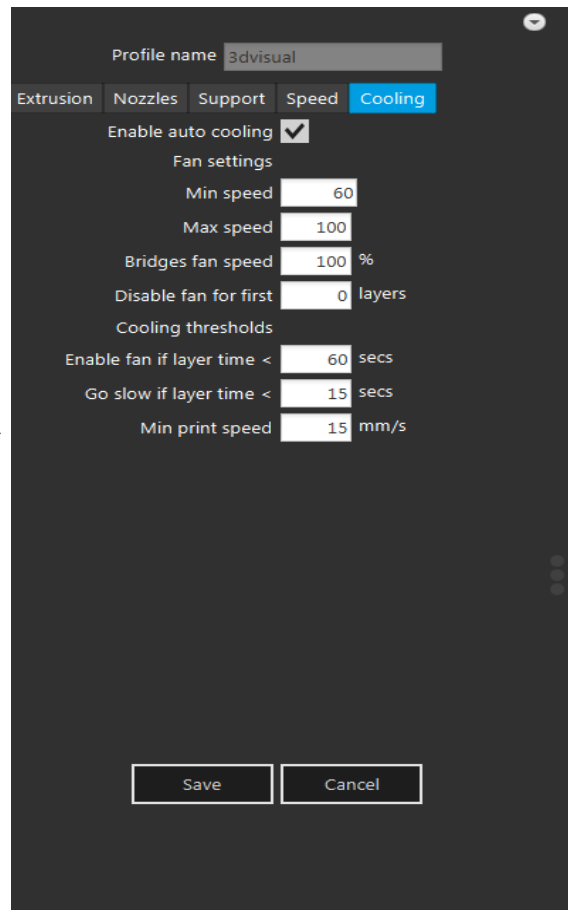 Profile name 3dvisual
Extrusion Nozzles Support Speed Cooling
Enable auto cooling
Fan settings
Min speed 60
Max speed 100
Bridges fan speed 100 %
Disable fan for first 0 layers
Cooling thresholds
Enable fan if layer time < 60 secs
Go slow if layer time < 15 secs
Min print speed 15 mm/s
Save Cancel